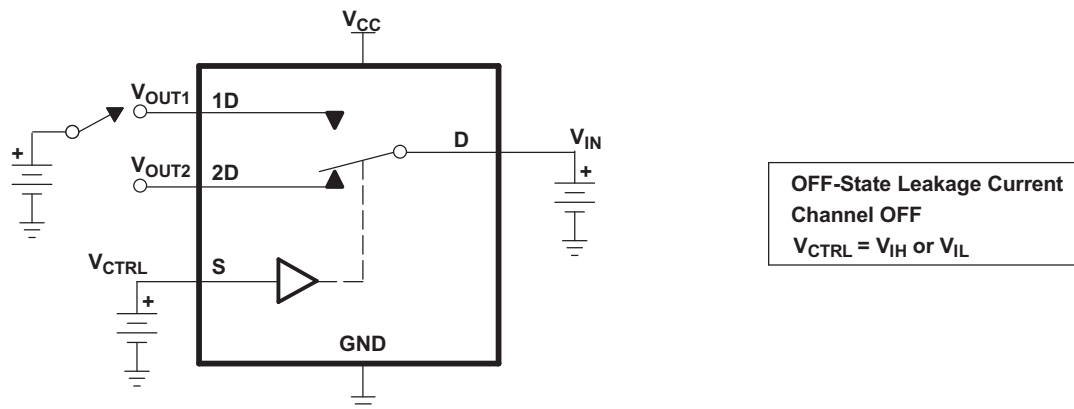 VCC
VOUT1 1D
+
D VIN
+
VOUT2 2D
VCTRL S
+
GND
OFF-State Leakage Current
Channel OFF
VCTRL = VIH or VIL